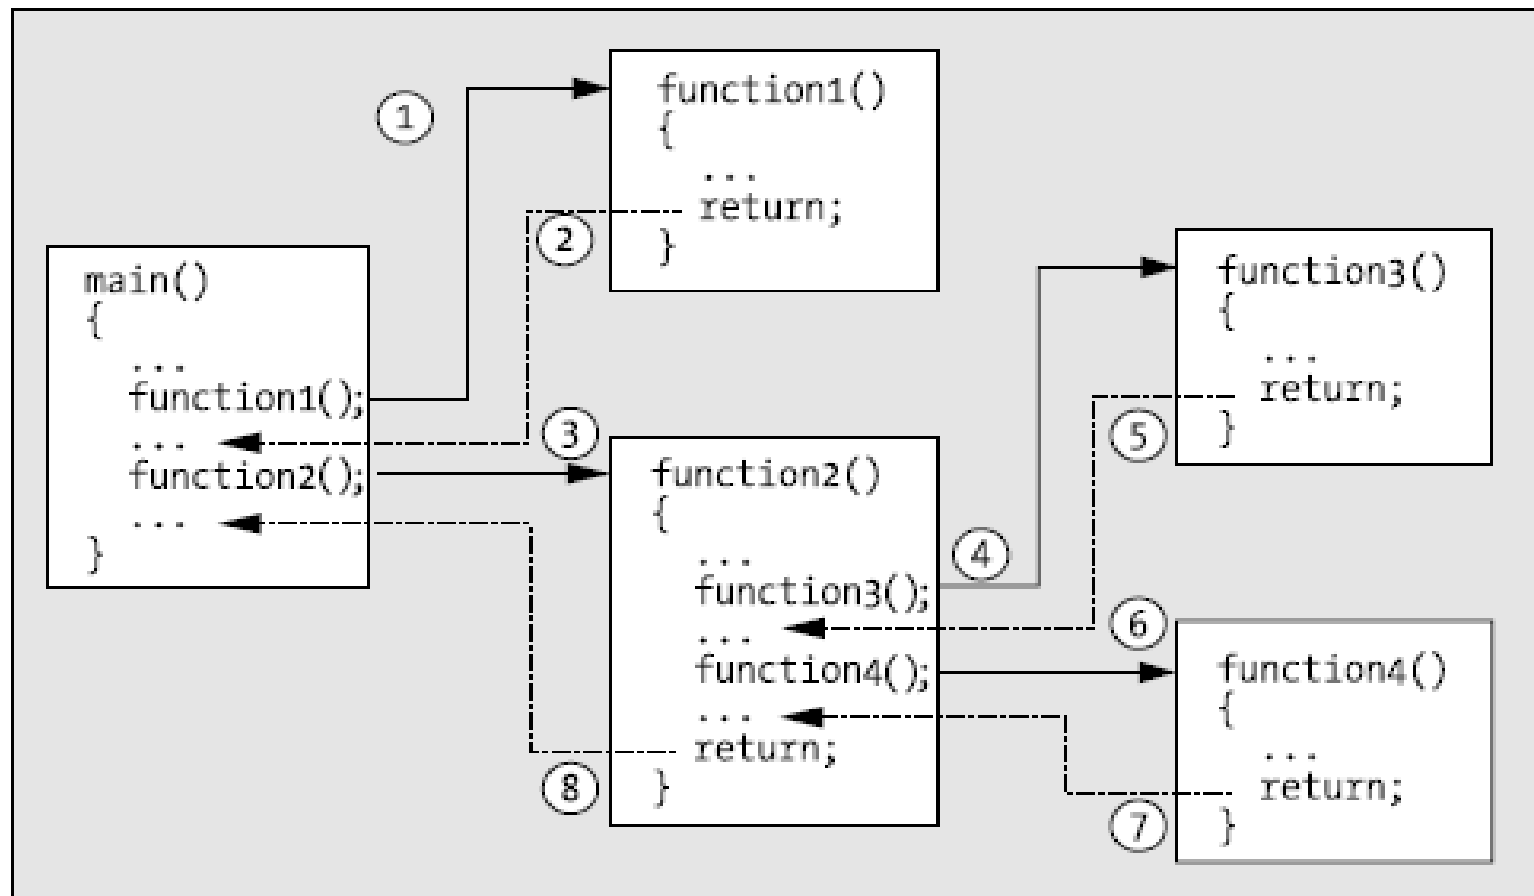 main()
{
...
function1();
...
function2();
...
}
1
function1()
{
...
return;
}
2
3
function2()
{
...
function3();
...
function4();
...
return;
}
4
function3()
{
...
return;
}
5
6
function4()
{
...
return;
}
7
8